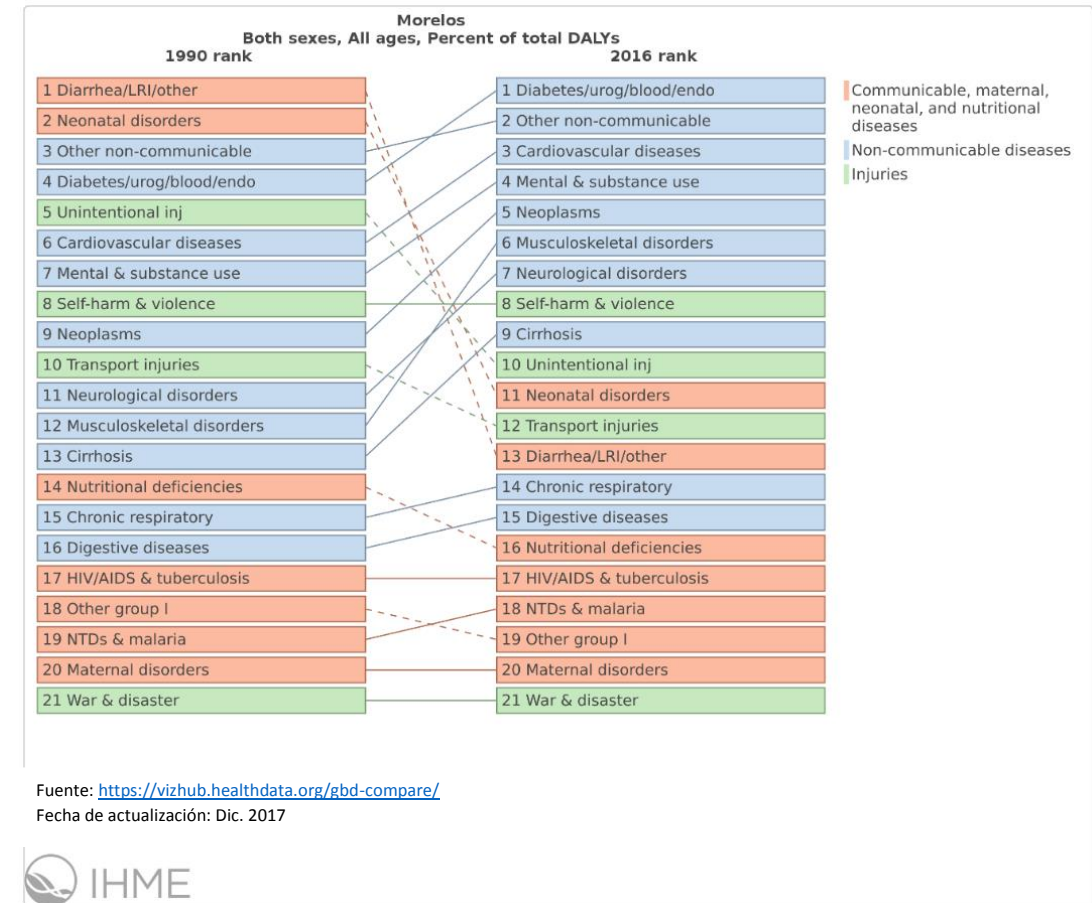 Morelos
Both sexes, All ages, Percent of total DALYs
1990 rank
2016 rank
1 Diarrhea/LRI/other
2 Neonatal disorders
3 Other non-communicable
4 Diabetes/urog/blood/endo
5 Unintentional inj
6 Cardiovascular diseases
7 Mental & substance use
8 Self-harm & violence
9 Neoplasms
10 Transport injuries
11 Neurological disorders
12 Musculoskeletal disorders
13 Cirrhosis
14 Nutritional deficiencies
15 Chronic respiratory
16 Digestive diseases
17 HIV/AIDS & tuberculosis
18 Other group I
19 NTDs & malaria
20 Maternal disorders
21 War & disaster
1 Diabetes/urog/blood/endo
2 Other non-communicable
3 Cardiovascular diseases
4 Mental & substance use
5 Neoplasms
6 Musculoskeletal disorders
7 Neurological disorders
8 Self-harm & violence
9 Cirrhosis
10 Unintentional inj
11 Neonatal disorders
12 Transport injuries
13 Diarrhea/LRI/other
14 Chronic respiratory
15 Digestive diseases
16 Nutritional deficiencies
17 HIV/AIDS & tuberculosis
18 NTDs & malaria
19 Other group I
20 Maternal disorders
21 War & disaster
Communicable, maternal,
neonatal, and nutritional
diseases
Non-communicable diseases
Injuries
Fuente: https://vizhub.healthdata.org/gbd-compare/
Fecha de actualización: Dic. 2017
IHME